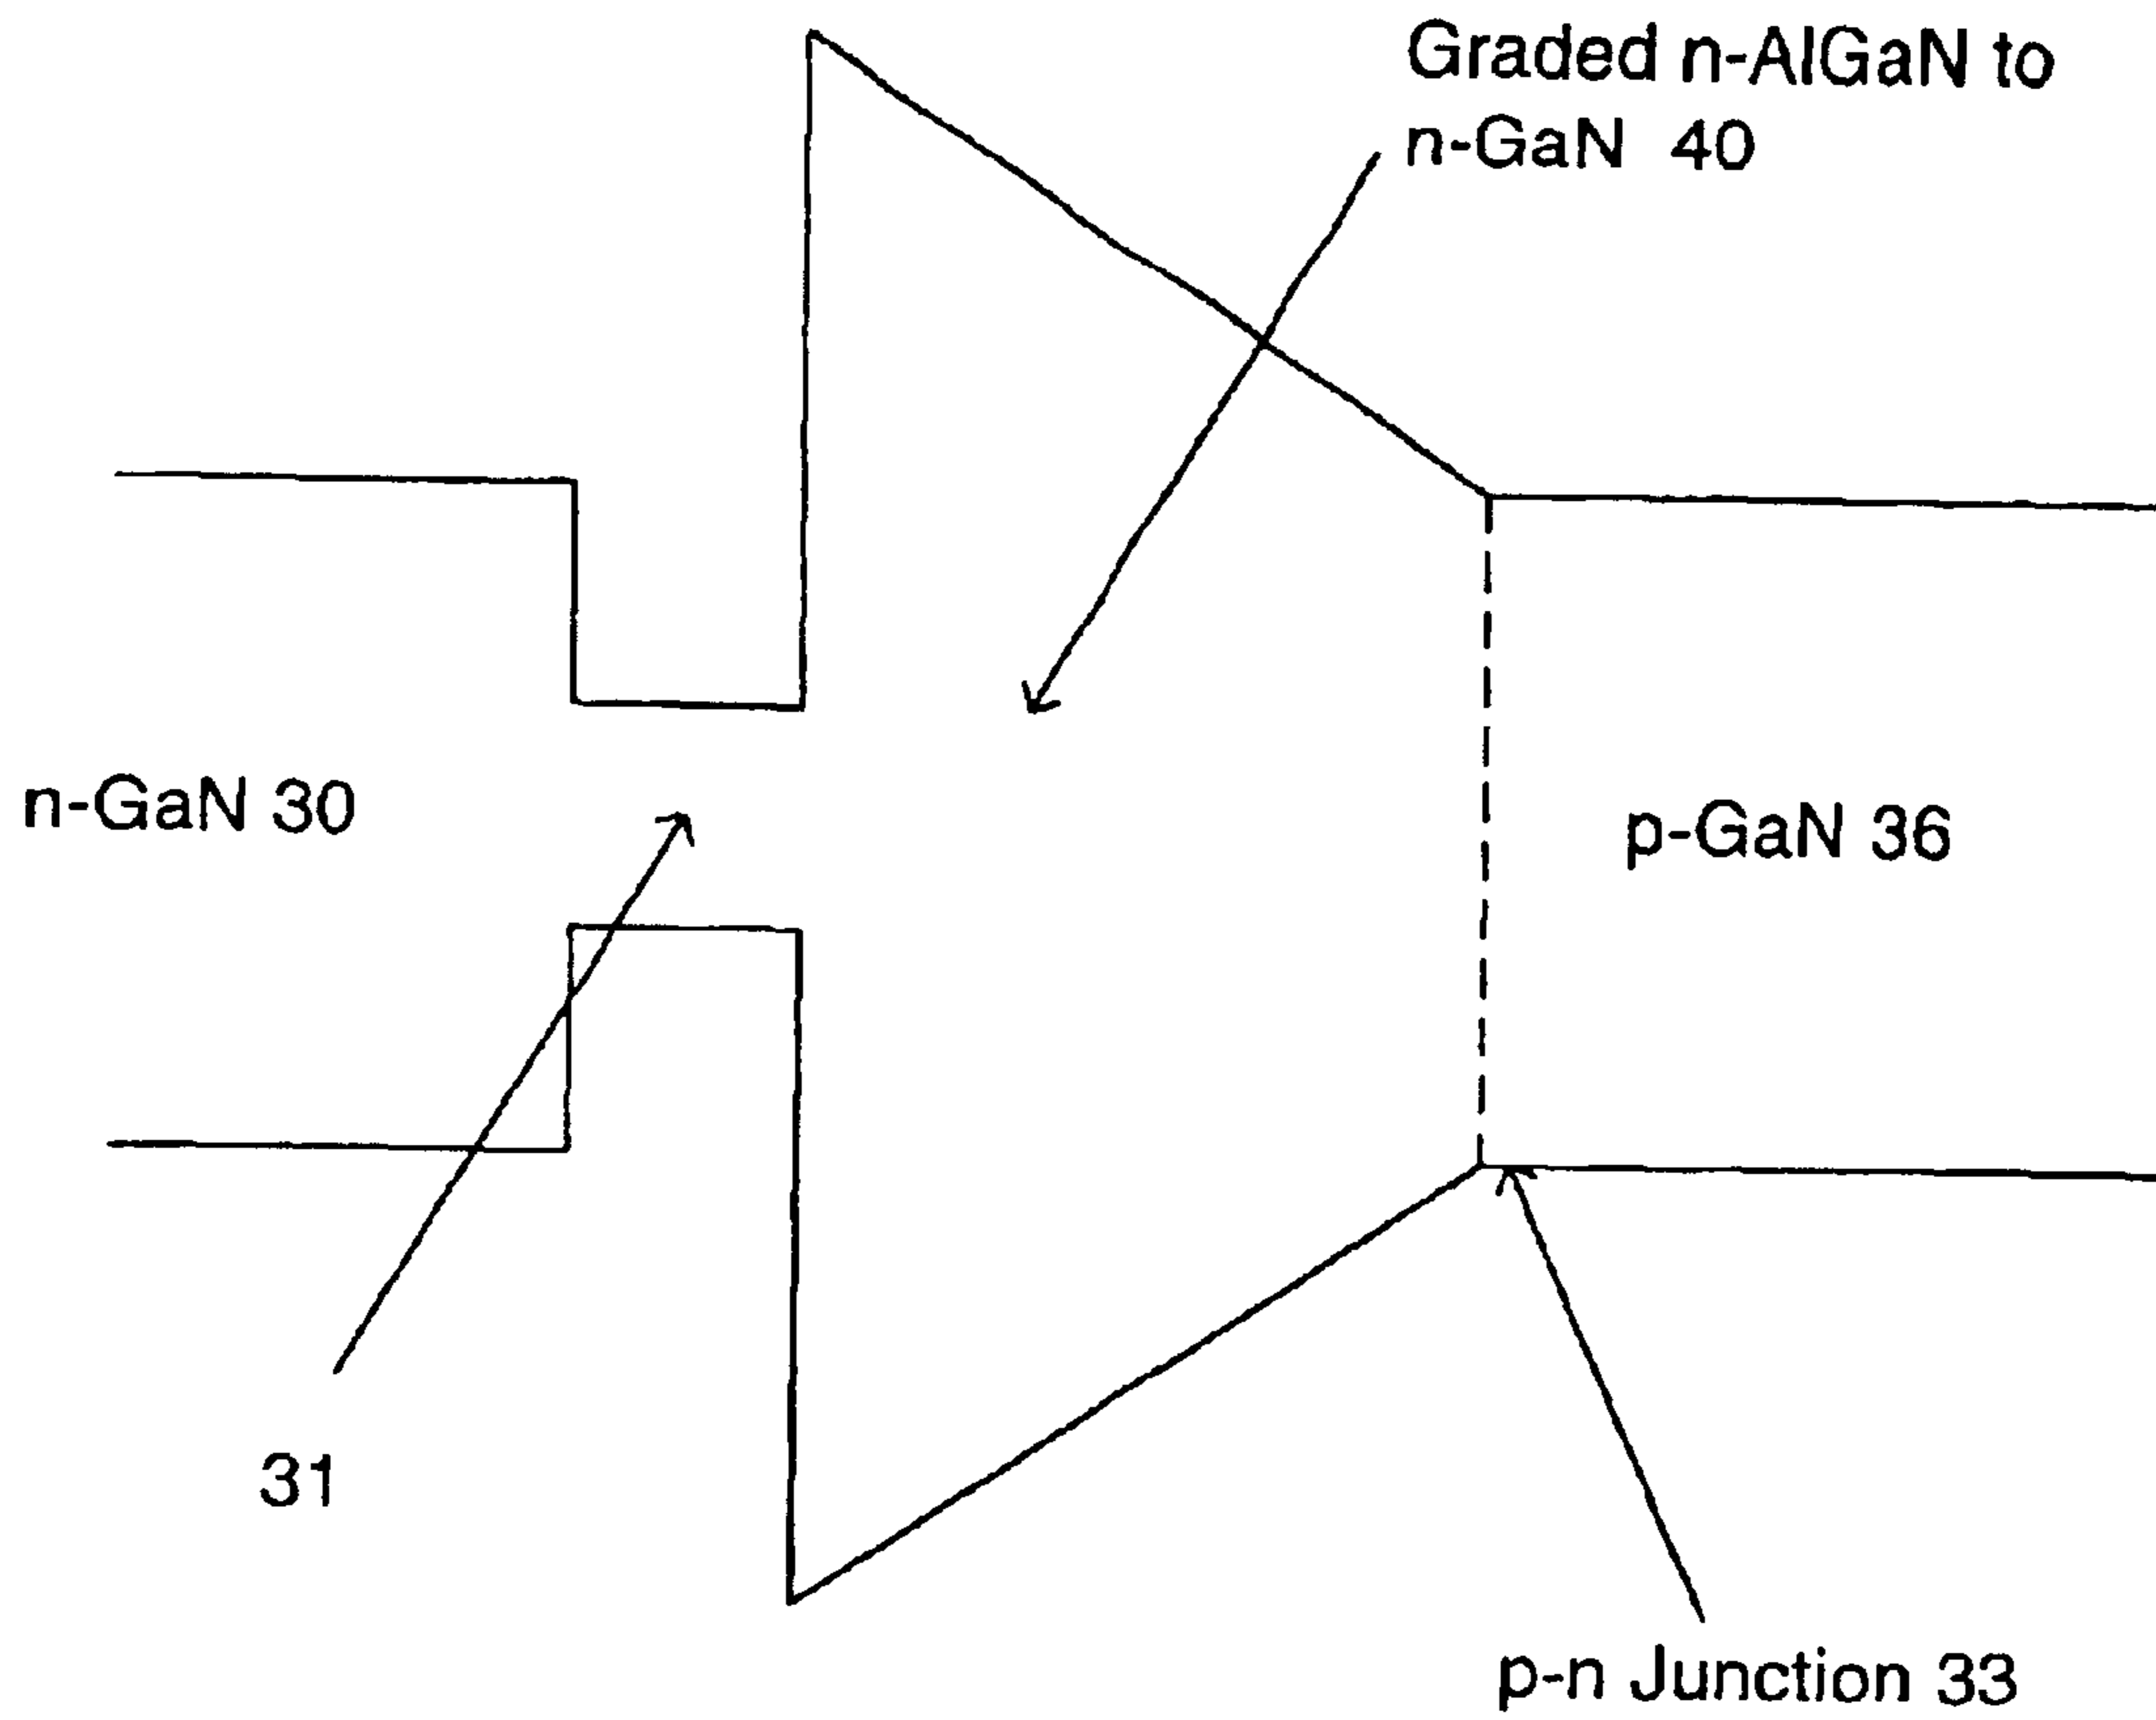 Graded n-AlGaN to
n-GaN 40
n-GaN 30
p-GaN 36
31
p-n Junction 33